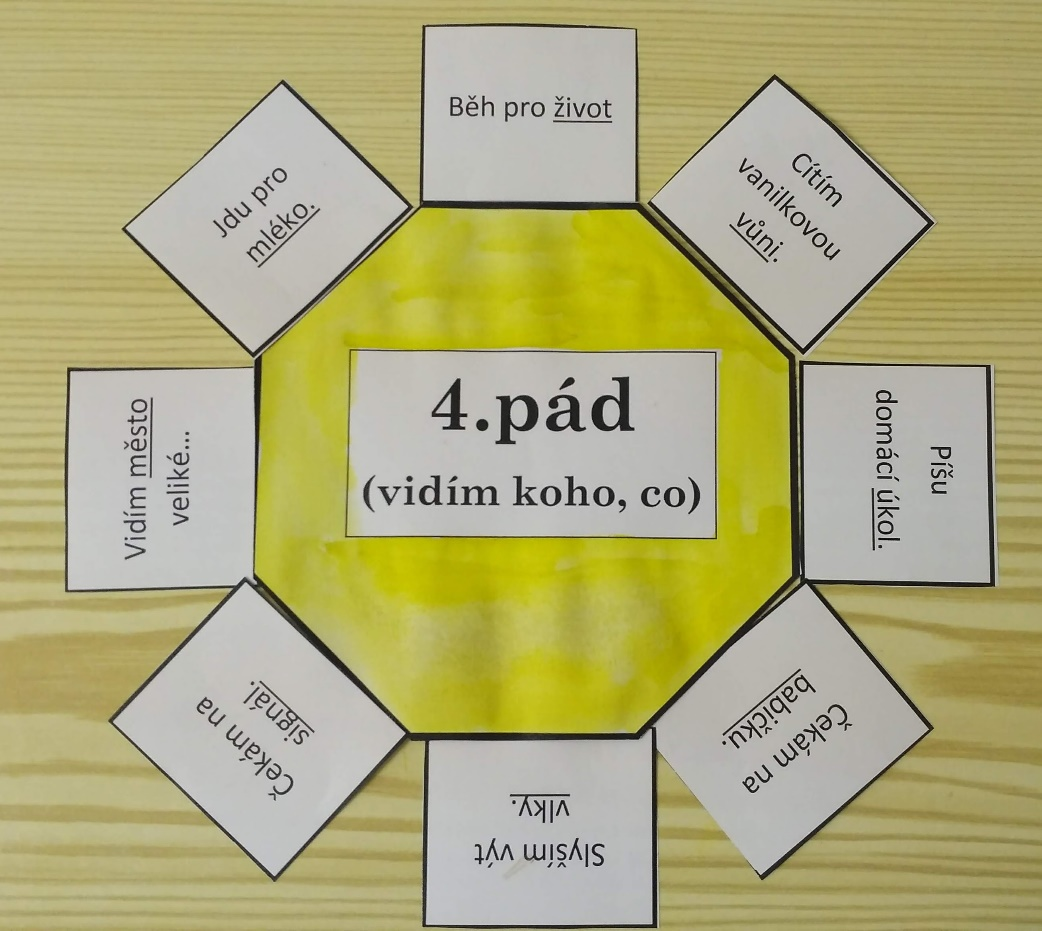 Běh pro život
Cítím
vanilkovou
vůni.
Píšu
domácí úkol.
Čekám na
babičku.
Slyším výt
vlky.
Čekám na
signál.
Vidím město
veliké...
Jdu pro
mléko.
4.pád
(vidím koho, co)